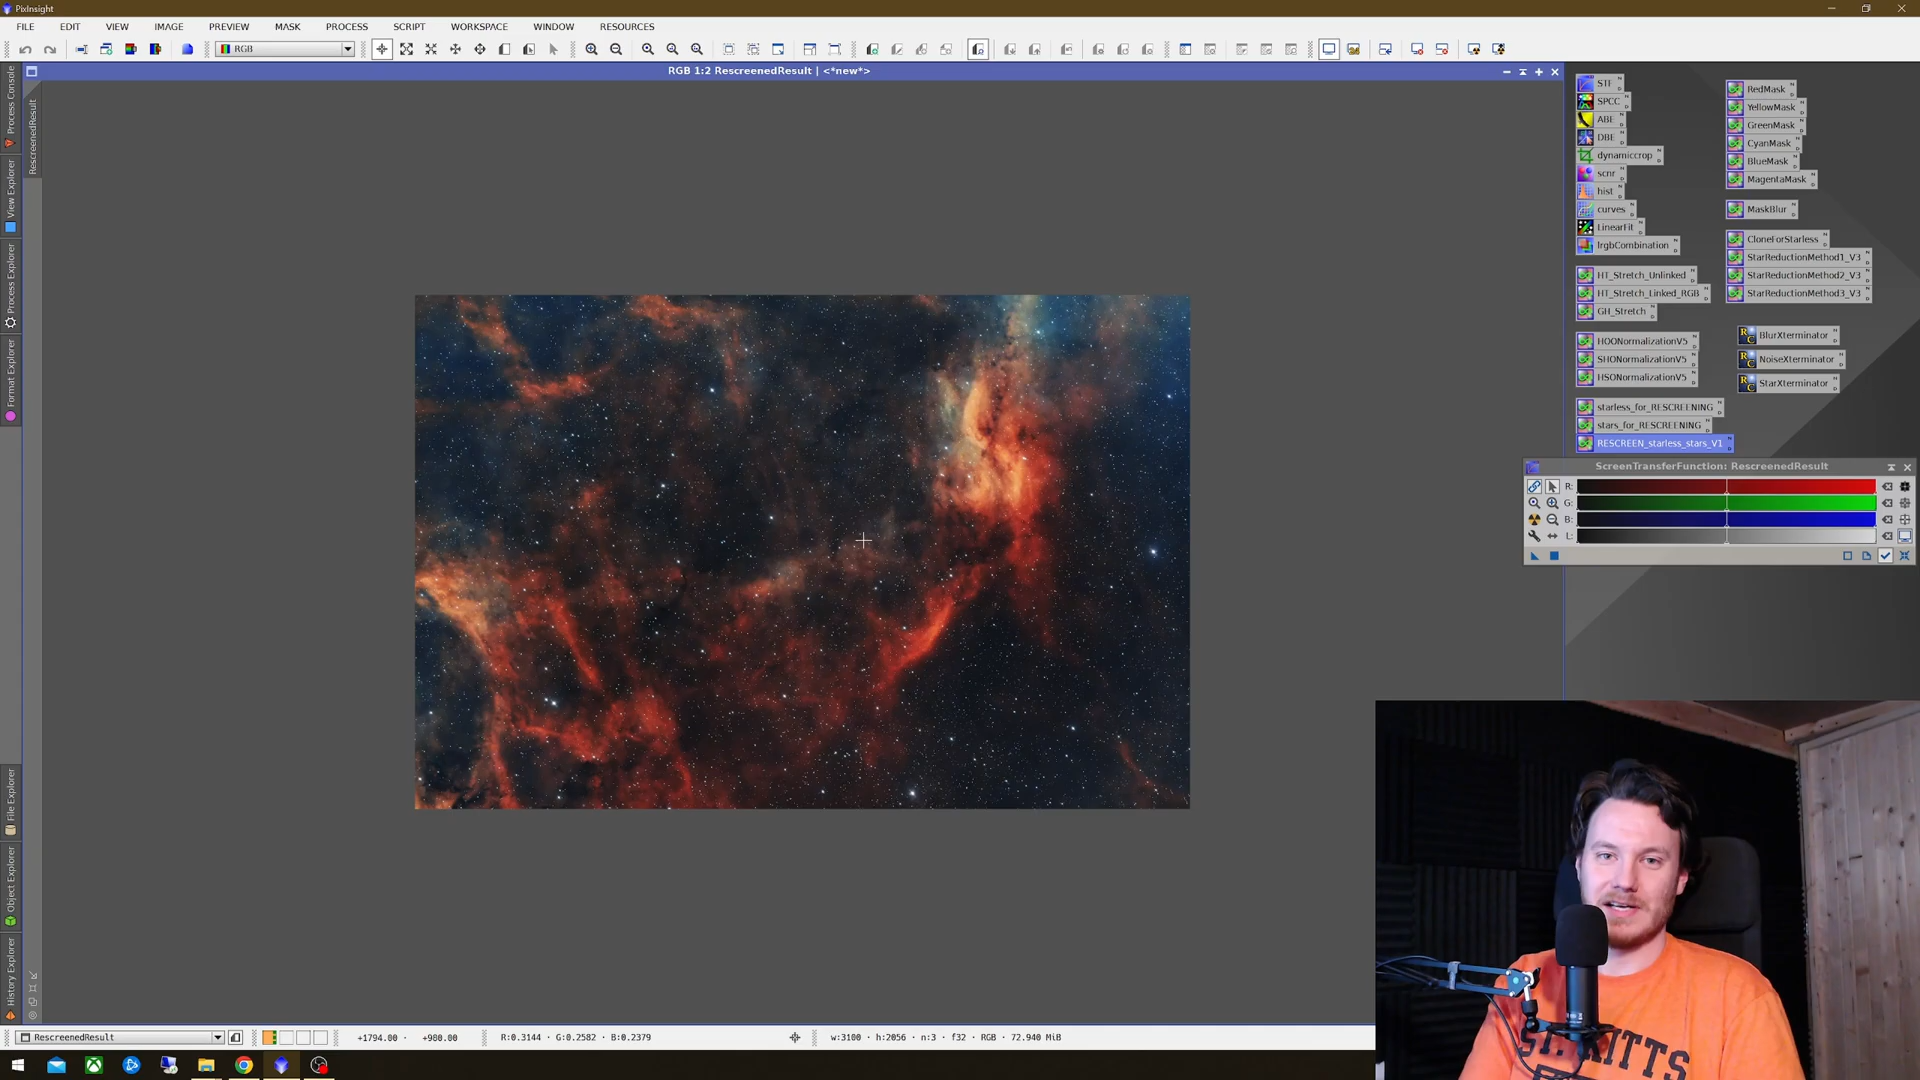 PixInsight
FILE EDIT VIEW IMAGE PREVIEW MASK PROCESS SCRIPT WORKSPACE WINDOW RESOURCES
RGB
RGB 1:2 RescreenedResult | <*new*>
Process Console
View Explorer
Process Explorer
Format Explorer
File Explorer
Object Explorer
History Explorer
RescreenedResult
STF
SPCC
ABE
DBE
dynamiccrop
scnr
hist
curves
LinearFit
lrgbCombination
HT_Stretch_Unlinked
HT_Stretch_Linked_RGB
GH_Stretch
HOONormalizationV5
SHONormalizationV5
HSONormalizationV5
starless_for_RESCREENING
stars_for_RESCREENING
RESCREEN_starless_stars_V1
RedMask
YellowMask
GreenMask
CyanMask
BlueMask
MagentaMask
MaskBlur
CloneForStarless
StarReductionMethod1_V3
StarReductionMethod2_V3
StarReductionMethod3_V3
BlurXterminator
NoiseXterminator
StarXterminator
ScreenTransferFunction: RescreenedResult
R:
G:
B:
L:
ST. KITTS
RescreenedResult
+1794.00 · +980.00
R:0.3144 · G:0.2582 · B:0.2379
w:3100 · h:2056 · n:3 · f32 · RGB · 72.940 MiB